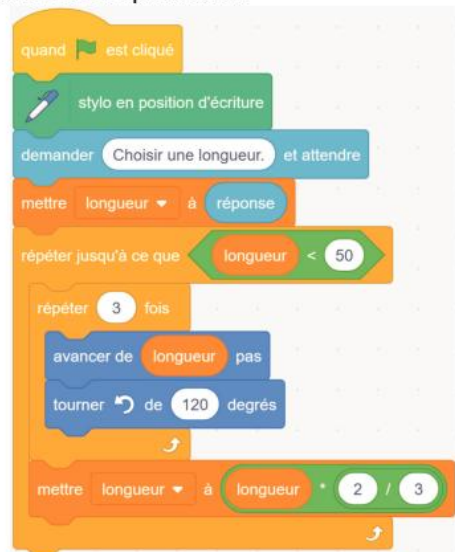 quand est cliqué
stylo en position d'écriture
demander Choisir une longueur. et attendre
mettre longueur à réponse
répéter jusqu'à ce que longueur < 50
répéter 3 fois
avancer de longueur pas
tourner de 120 degrés
mettre longueur à longueur * 2 / 3